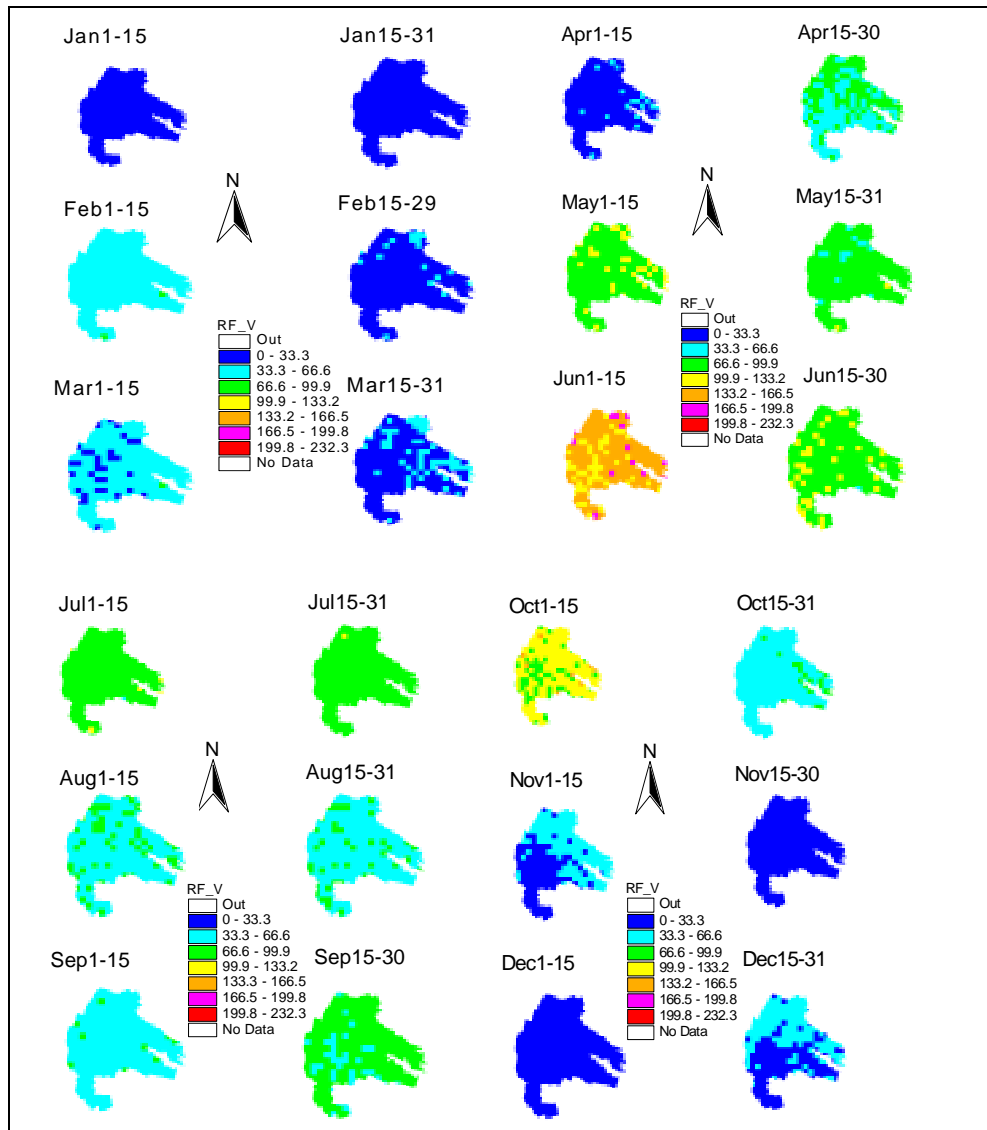 Jan1-15
Jan15-31
Apr1-15
Apr15-30
N
N
Feb1-15
Feb15-29
May1-15
May15-31
RF_V
Out
0 - 33.3
33.3 - 66.6
66.6 - 99.9
99.9 - 133.2
133.2 - 166.5
166.5 - 199.8
199.8 - 232.3
No Data
RF_V
Out
0 - 33.3
33.3 - 66.6
66.6 - 99.9
99.9 - 133.2
133.2 - 166.5
166.5 - 199.8
199.8 - 232.3
No Data
Mar1-15
Mar15-31
Jun1-15
Jun15-30
Jul1-15
Jul15-31
Oct1-15
Oct15-31
N
N
Aug1-15
Aug15-31
Nov1-15
Nov15-30
RF_V
Out
0 - 33.3
33.3 - 66.6
66.6 - 99.9
99.9 - 133.2
133.3 - 166.5
166.5 - 199.8
199.8 - 232.3
No Data
RF_V
Out
0 - 33.3
33.3 - 66.6
66.6 - 99.9
99.9 - 133.2
133.2 - 166.5
166.5 - 199.8
199.8 - 232.3
No Data
Sep1-15
Sep15-30
Dec1-15
Dec15-31